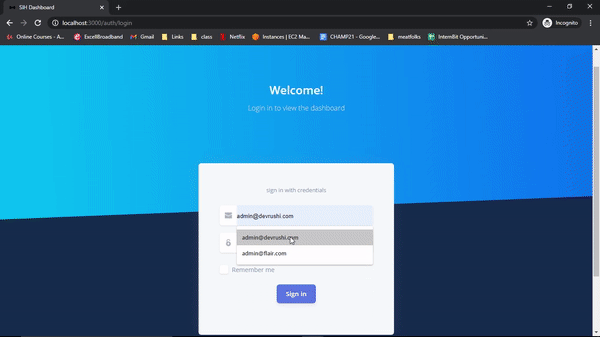 SIH Dashboard
localhost:3000/auth/login
Incognito
Online Courses - A...
ExcellBroadband
Gmail
Links
class
Netflix
Instances | EC2 Ma...
CHAMP21 - Google...
meatfolks
InternBit Opportuni...
Welcome!
Login in to view the dashboard
sign in with credentials
admin@devrushi.com
admin@devrushi.com
admin@flair.com
Remember me
Sign in